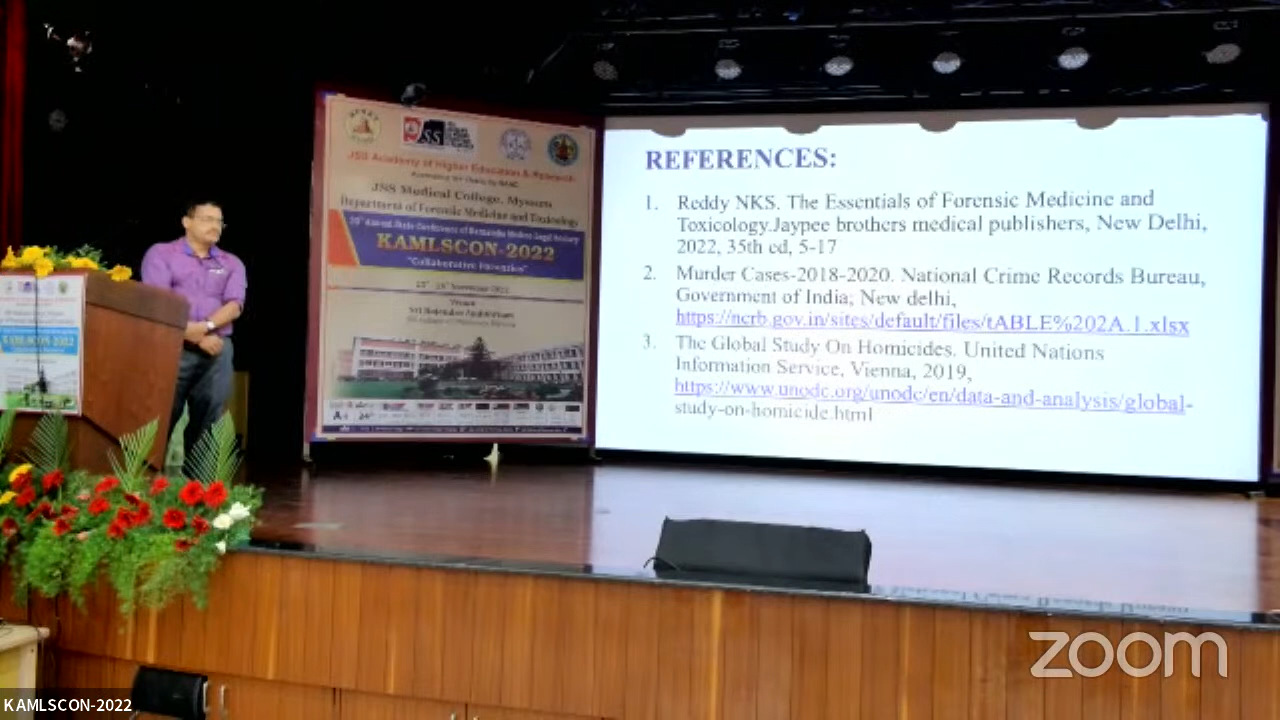 JSS Academy of Higher Education & Research
JSS Medical College, Mysuru
Department of Forensic Medicine and Toxicology
KAMLSCON-2022
"Collaborative Forensics"
Venue
REFERENCES:
1. Reddy NKS. The Essentials of Forensic Medicine and
Toxicology.Jaypee brothers medical publishers, New Delhi,
2022, 35th ed, 5-17
2. Murder Cases-2018-2020. National Crime Records Bureau,
Government of India; New delhi,
https://ncrb.gov.in/sites/default/files/tABLE%202A.1.xlsx
3. The Global Study On Homicides. United Nations
Information Service, Vienna, 2019,
https://www.unodc.org/unodc/en/data-and-analysis/global-
study-on-homicide.html
KAMLSCON-2022
zoom
KAMLSCON-2022